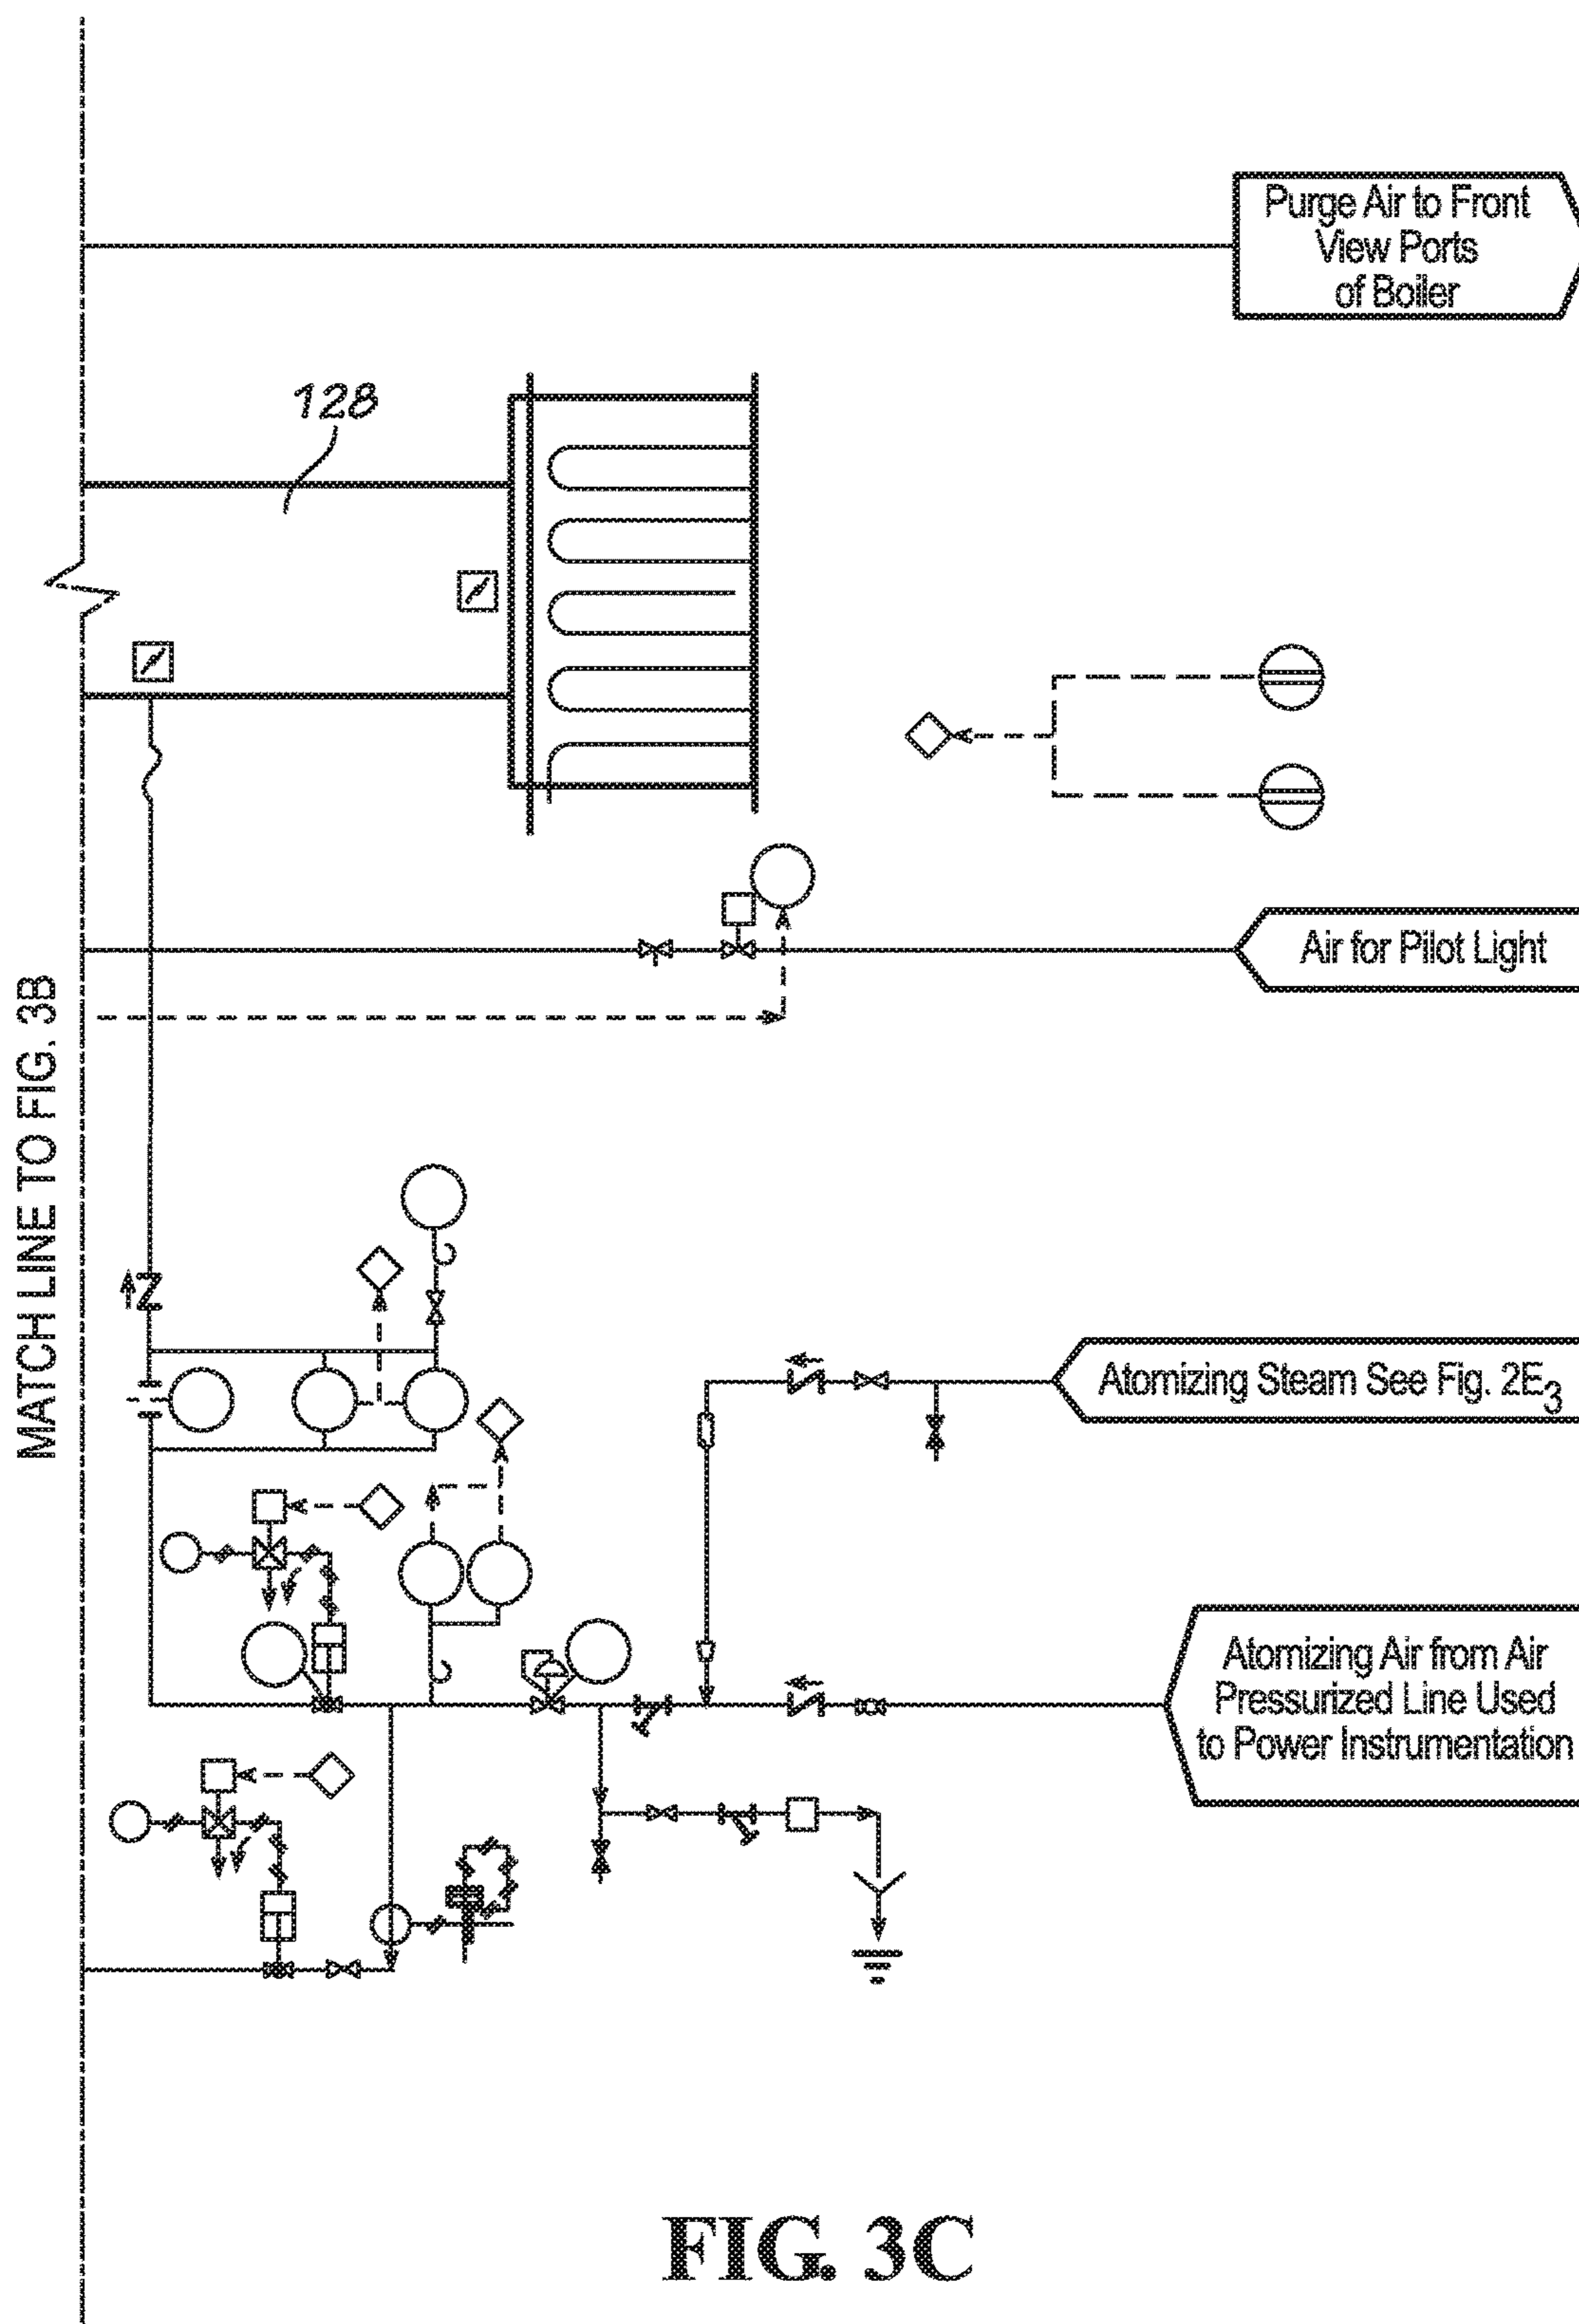 Purge Air to Front
View Ports
of Boiler
128
Air for Pilot Light
MATCH LINE TO FIG. 3B
Atomizing Steam See Fig. 2E3
Atomizing Air from Air
Pressurized Line Used
to Power Instrumentation
FIG. 3C